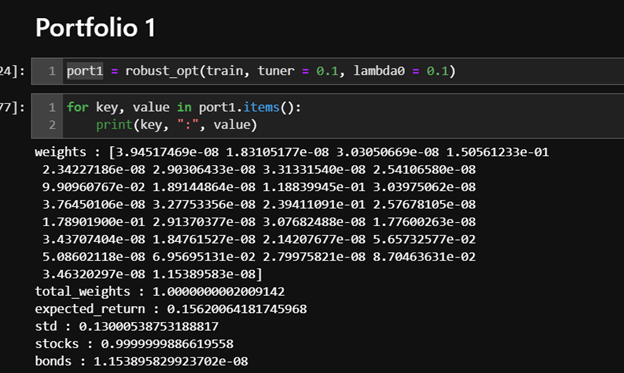 Portfolio 1
24]: 1 port1 = robust_opt(train, tuner = 0.1, lambda0 = 0.1)
77]: 1 for key, value in port1.items():
2 print(key, ":", value)
weights : [3.94517469e-08 1.83105177e-08 3.03050669e-08 1.50561233e-01
2.34227186e-08 2.90306433e-08 3.31331540e-08 2.54106580e-08
9.90960767e-02 1.89144864e-08 1.18839945e-01 3.03975062e-08
3.76450106e-08 3.27753356e-08 2.39411091e-01 2.57678105e-08
1.78901900e-01 2.91370377e-08 3.07682488e-08 1.77600263e-08
3.43707404e-08 1.84761527e-08 2.14207677e-08 5.65732577e-02
5.08602118e-08 6.95695131e-02 2.79975821e-08 8.70463631e-02
3.46320297e-08 1.15389583e-08]
total_weights : 1.0000000002009142
expected_return : 0.15620064181745968
std : 0.13000538753188817
stocks : 0.9999999886619558
bonds : 1.153895829923702e-08